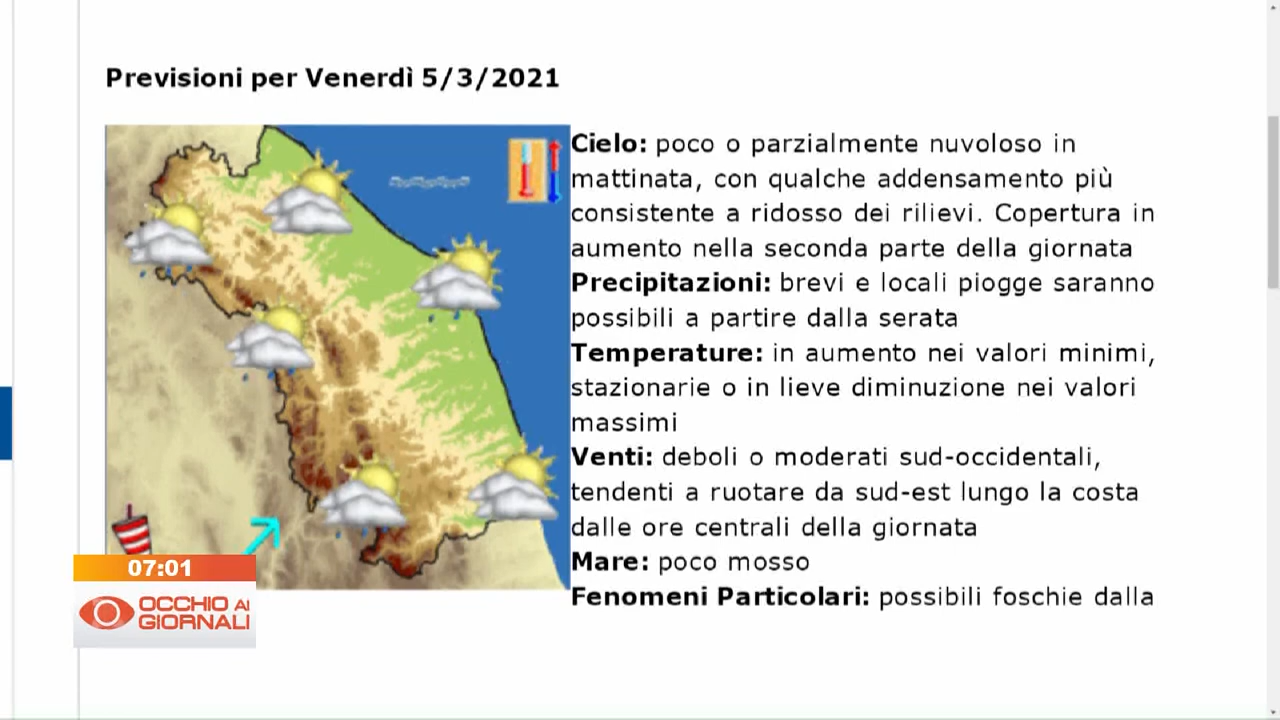 Previsioni per Venerdì 5/3/2021
Cielo: poco o parzialmente nuvoloso in
mattinata, con qualche addensamento più
consistente a ridosso dei rilievi. Copertura in
aumento nella seconda parte della giornata
Precipitazioni: brevi e locali piogge saranno
possibili a partire dalla serata
Temperature: in aumento nei valori minimi,
stazionarie o in lieve diminuzione nei valori
massimi
Venti: deboli o moderati sud-occidentali,
tendenti a ruotare da sud-est lungo la costa
dalle ore centrali della giornata
Mare: poco mosso
Fenomeni Particolari: possibili foschie dalla
07:01
OCCHIO AI
GIORNALI